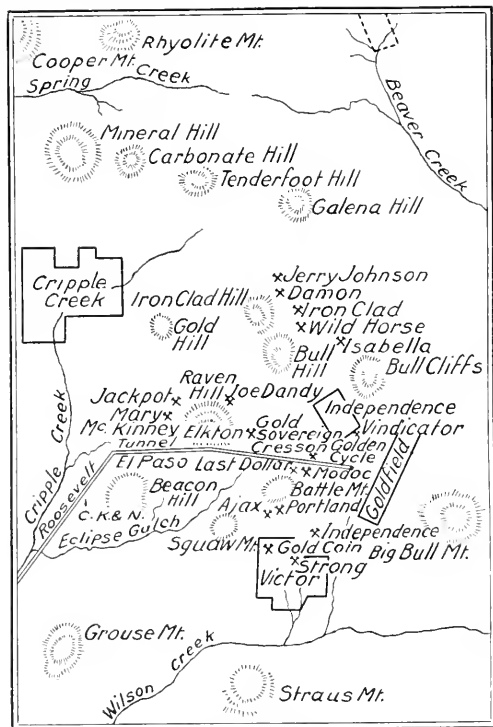 Rhyolite Mt.
Cooper Mt.
Spring Creek
Beaver Creek
Mineral Hill
Carbonate Hill
Tenderfoot Hill
Galena Hill
Cripple
Creek
Jerry Johnson
Damon
Iron Clad Hill
Iron Clad
Gold
Hill
Wild Horse
Isabella
Bull
Hill
Bull Cliffs
Raven
Hill
Joe Dandy
Jackpot
Mary
Mc. Kinney
Elkton
Gold
Sovereign
Independence
Vindicator
Cresson
Golden
Cycle
Goldfield
Roosevelt Tunnel
El Paso
Last Dollar
Modoc
Cripple Creek
Beacon
Hill
Battle Mt.
C.K.& N.
Ajax
Portland
Eclipse Gulch
Squaw Mt.
Independence
Big Bull Mt.
Gold Coin
Strong
Victor
Grouse Mt.
Wilson Creek
Straus Mt.